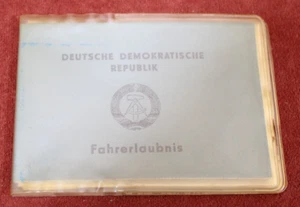 DEUTSCHE DEMOKRATISCHE
REPUBLIK
Fahrerlaubnis